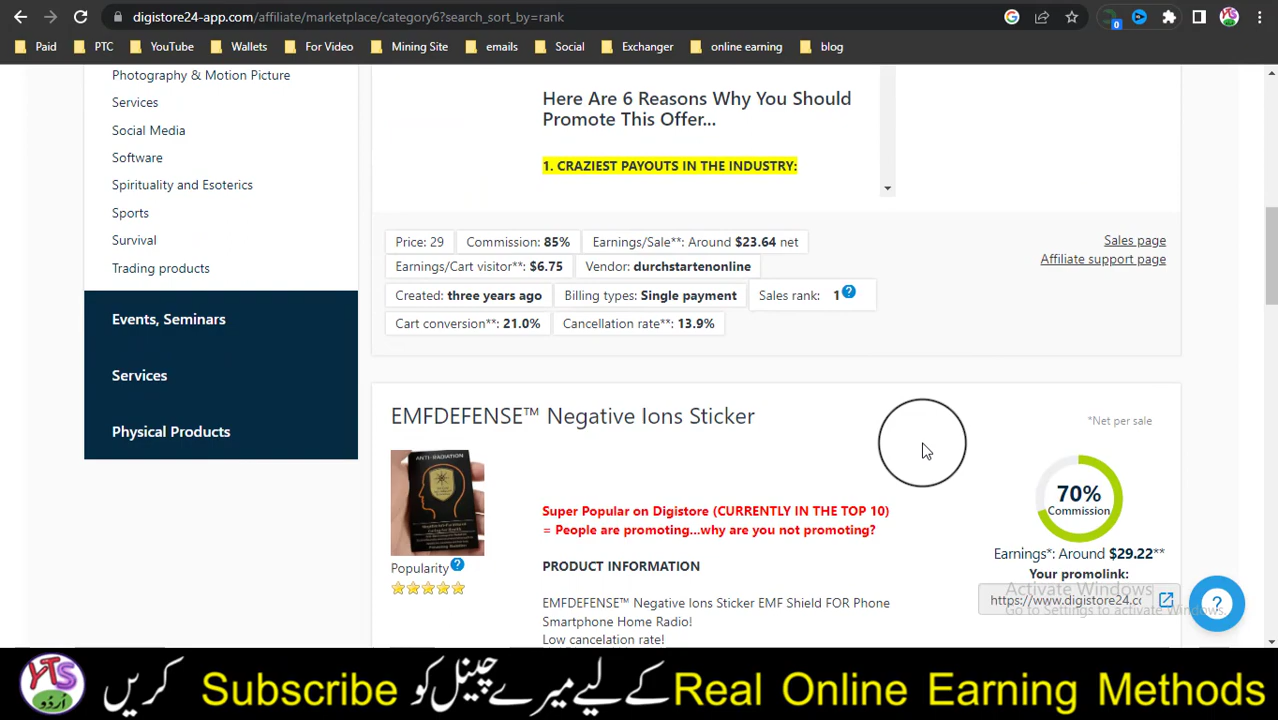 digistore24-app.com/affiliate/marketplace/category6?search_sort_by=rank
Paid PTC YouTube Wallets For Video Mining Site emails Social Exchanger online earning blog
0
Photography & Motion Picture
Services
Social Media
Software
Spirituality and Esoterics
Sports
Survival
Trading products
Events, Seminars
Services
Physical Products
Here Are 6 Reasons Why You Should
Promote This Offer...
1. CRAZIEST PAYOUTS IN THE INDUSTRY:
Price: 29 Commission: 85% Earnings/Sale**: Around $23.64 net
Earnings/Cart visitor**: $6.75 Vendor: durchstartenonline
Created: three years ago Billing types: Single payment Sales rank: 1 ?
Cart conversion**: 21.0% Cancellation rate**: 13.9%
Sales page
Affiliate support page
EMFDEFENSE™ Negative Ions Sticker
*Net per sale
ANTI-RADIATION
Popularity ?
Super Popular on Digistore (CURRENTLY IN THE TOP 10)
= People are promoting...why are you not promoting?
PRODUCT INFORMATION
EMFDEFENSE™ Negative Ions Sticker EMF Shield FOR Phone
Smartphone Home Radio!
Low cancelation rate!
70%
Commission
Earnings*: Around $29.22**
Your promolink:
https://www.digistore24.cc
Activate Windows
Go to Settings to activate Windows.
?
YTS
اردو
Real Online Earning Methods کے لیے میرے چینل کو Subscribe کریں